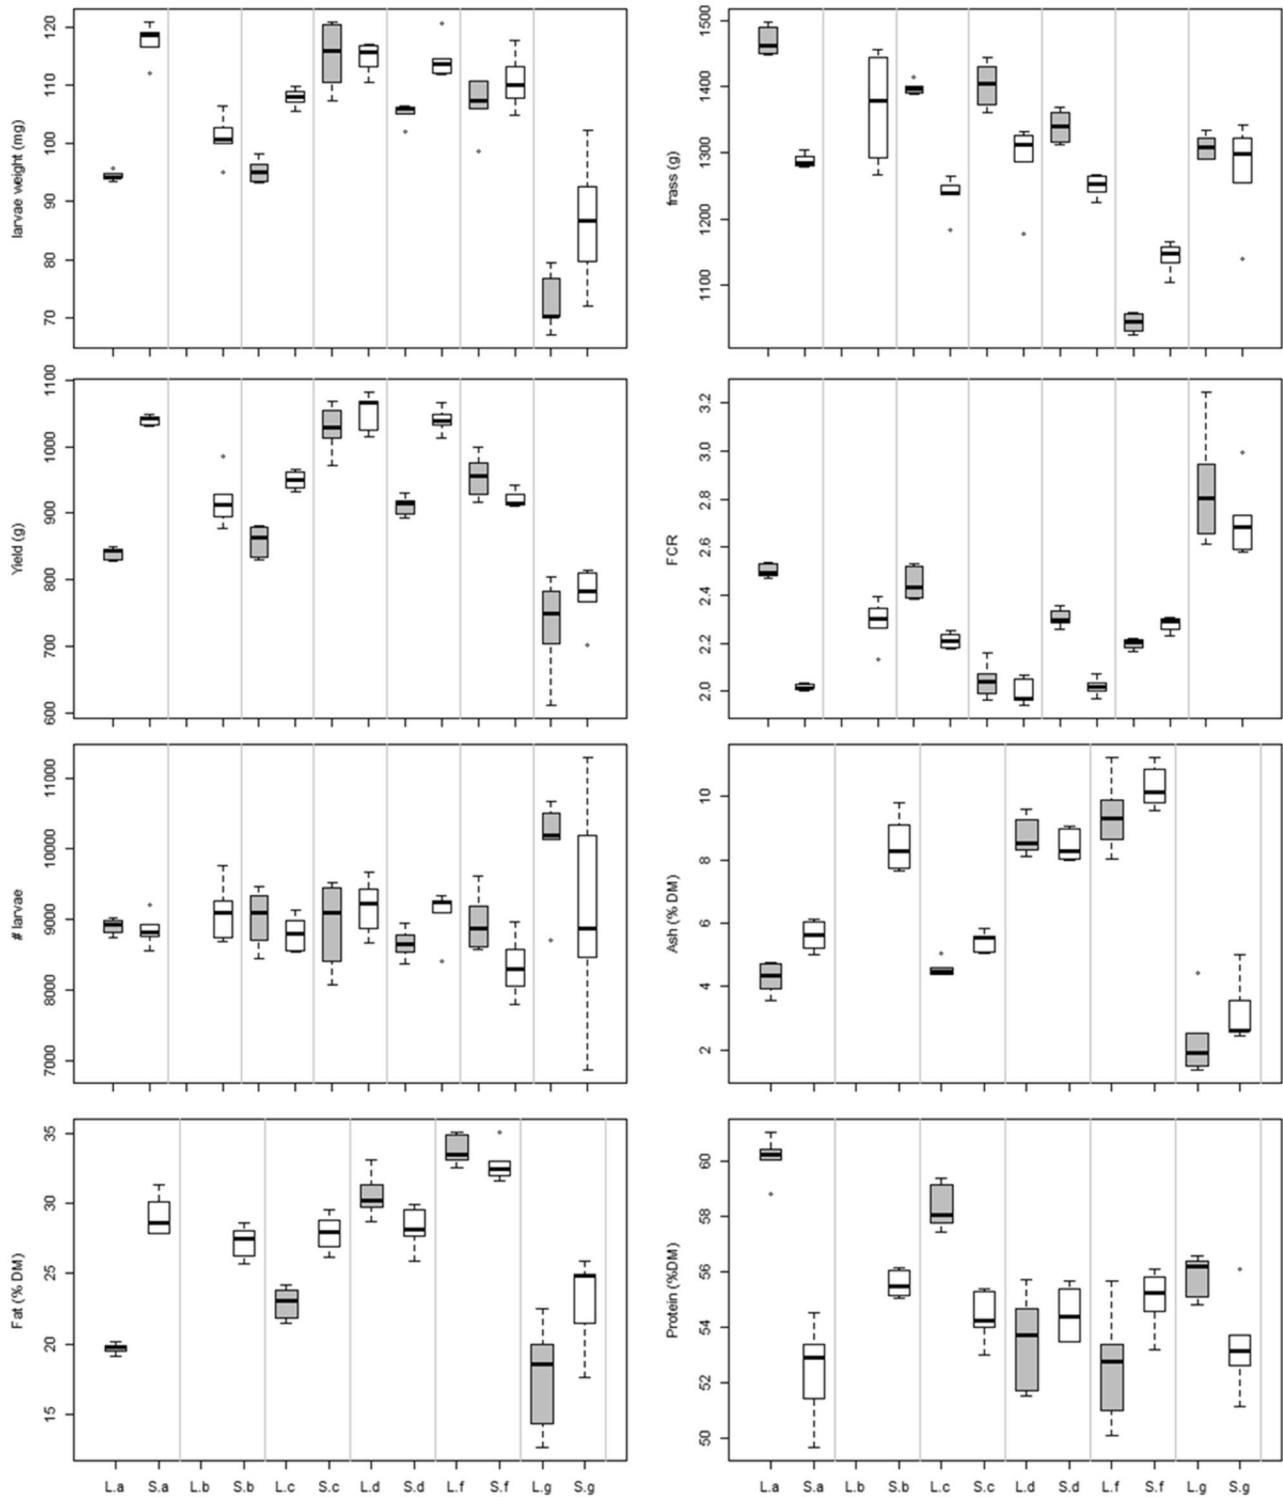 larvae weight (mg)
70 80 90 100 110 120
frass (g)
1100 1200 1300 1400 1500
Yield (g)
600 700 800 900 1000 1100
FCR
2.0 2.2 2.4 2.6 2.8 3.0 3.2
# larvae
7000 8000 9000 10000 11000
Ash (% DM)
2 4 6 8 10
Fat (% DM)
15 20 25 30 35
Protein (%DM)
50 52 54 56 58 60
L.a S.a L.b S.b L.c S.c L.d S.d L.f S.f L.g S.g
L.a S.a L.b S.b L.c S.c L.d S.d L.f S.f L.g S.g